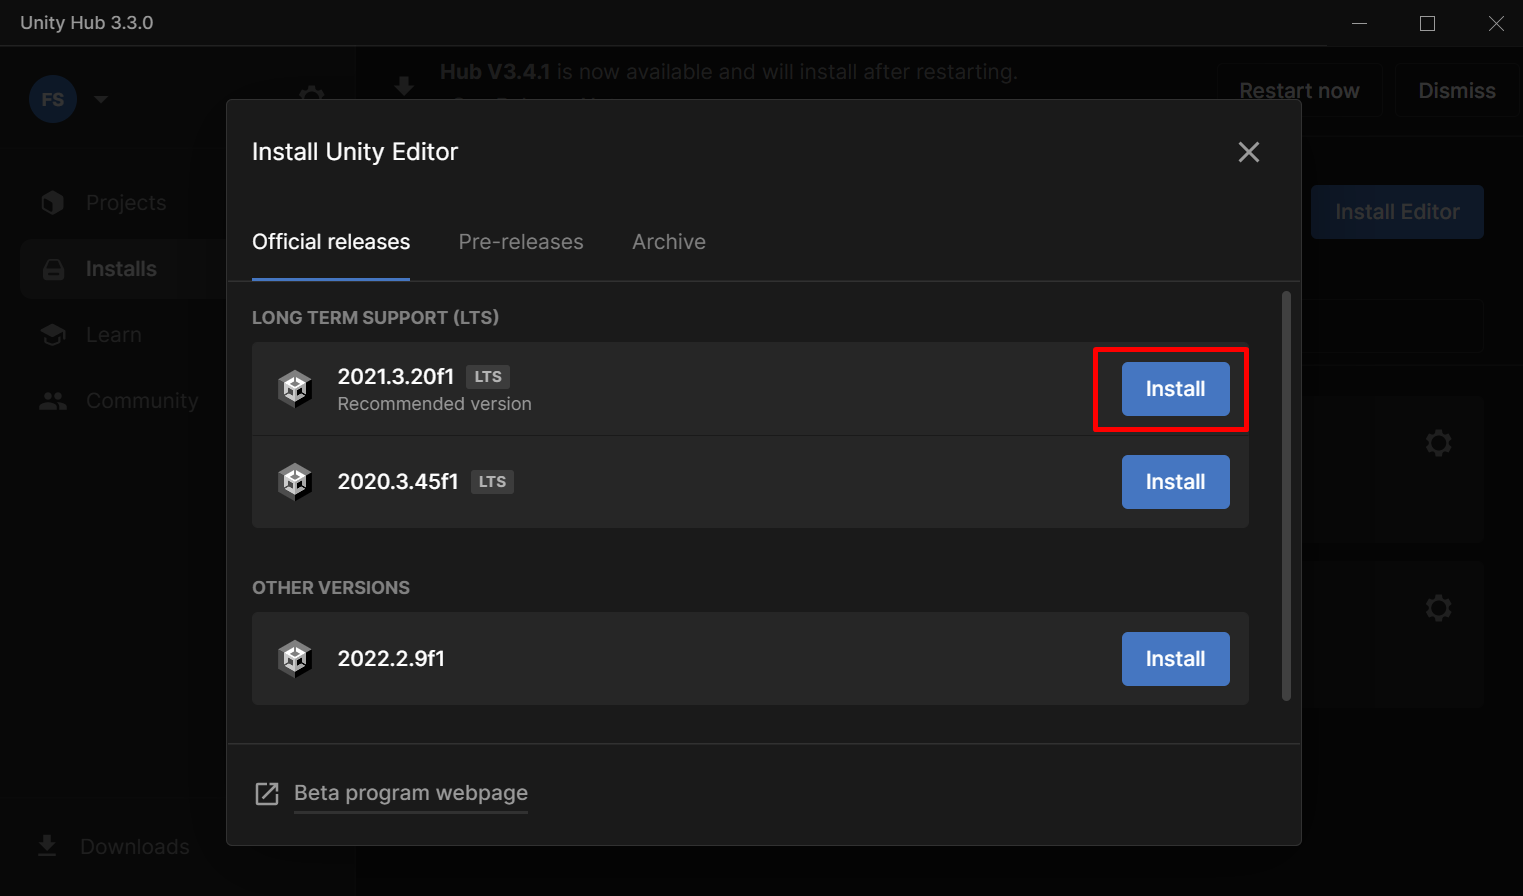 Unity Hub 3.3.0
FS
Hub V3.4.1 is now available and will install after restarting.
Restart now
Dismiss
Projects
Installs
Learn
Community
Downloads
Install Editor
Install Unity Editor
Official releases
Pre-releases
Archive
LONG TERM SUPPORT (LTS)
2021.3.20f1 LTS
Recommended version
Install
2020.3.45f1 LTS
Install
OTHER VERSIONS
2022.2.9f1
Install
Beta program webpage